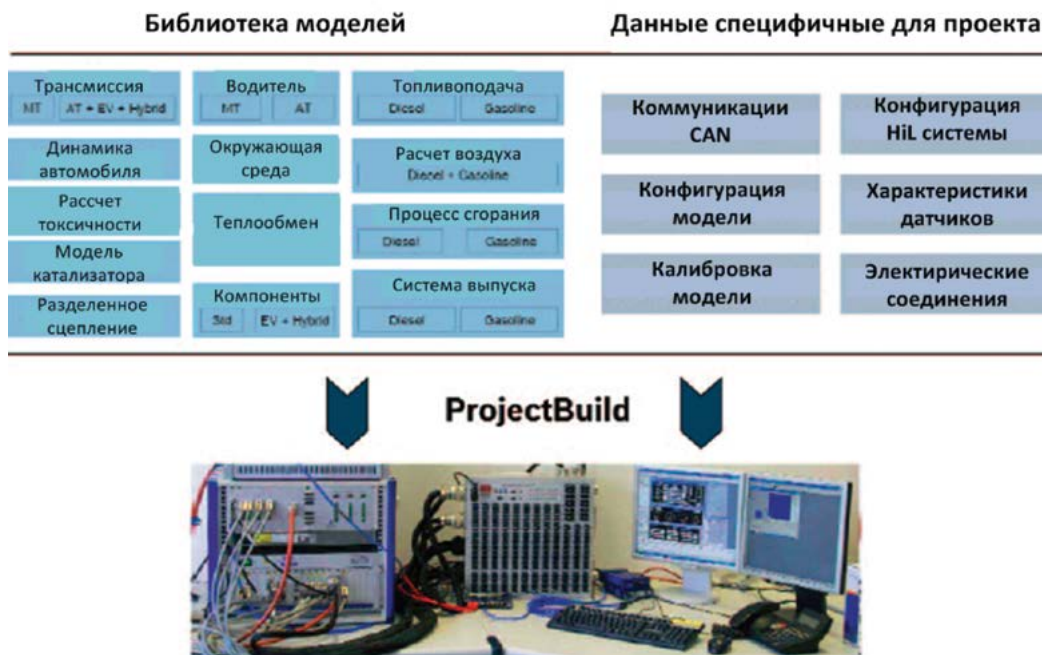 Библиотека моделей
Данные специфичные для проекта
Трансмиссия
MT AT + EV + Hybrid
Динамика
автомобиля
Рассчет
токсичности
Модель
катализатора
Разделенное
сцепление
Водитель
MT AT
Окружающая
среда
Теплообмен
Компоненты
Std EV + Hybrid
Топливоподача
Diesel Gasoline
Расчет воздуха
Diesel + Gasoline
Процесс сгорания
Diesel Gasoline
Система выпуска
Diesel Gasoline
Коммуникации
CAN
Конфигурация
HiL системы
Конфигурация
модели
Характеристики
датчиков
Калибровка
модели
Электирические
соединения
ProjectBuild